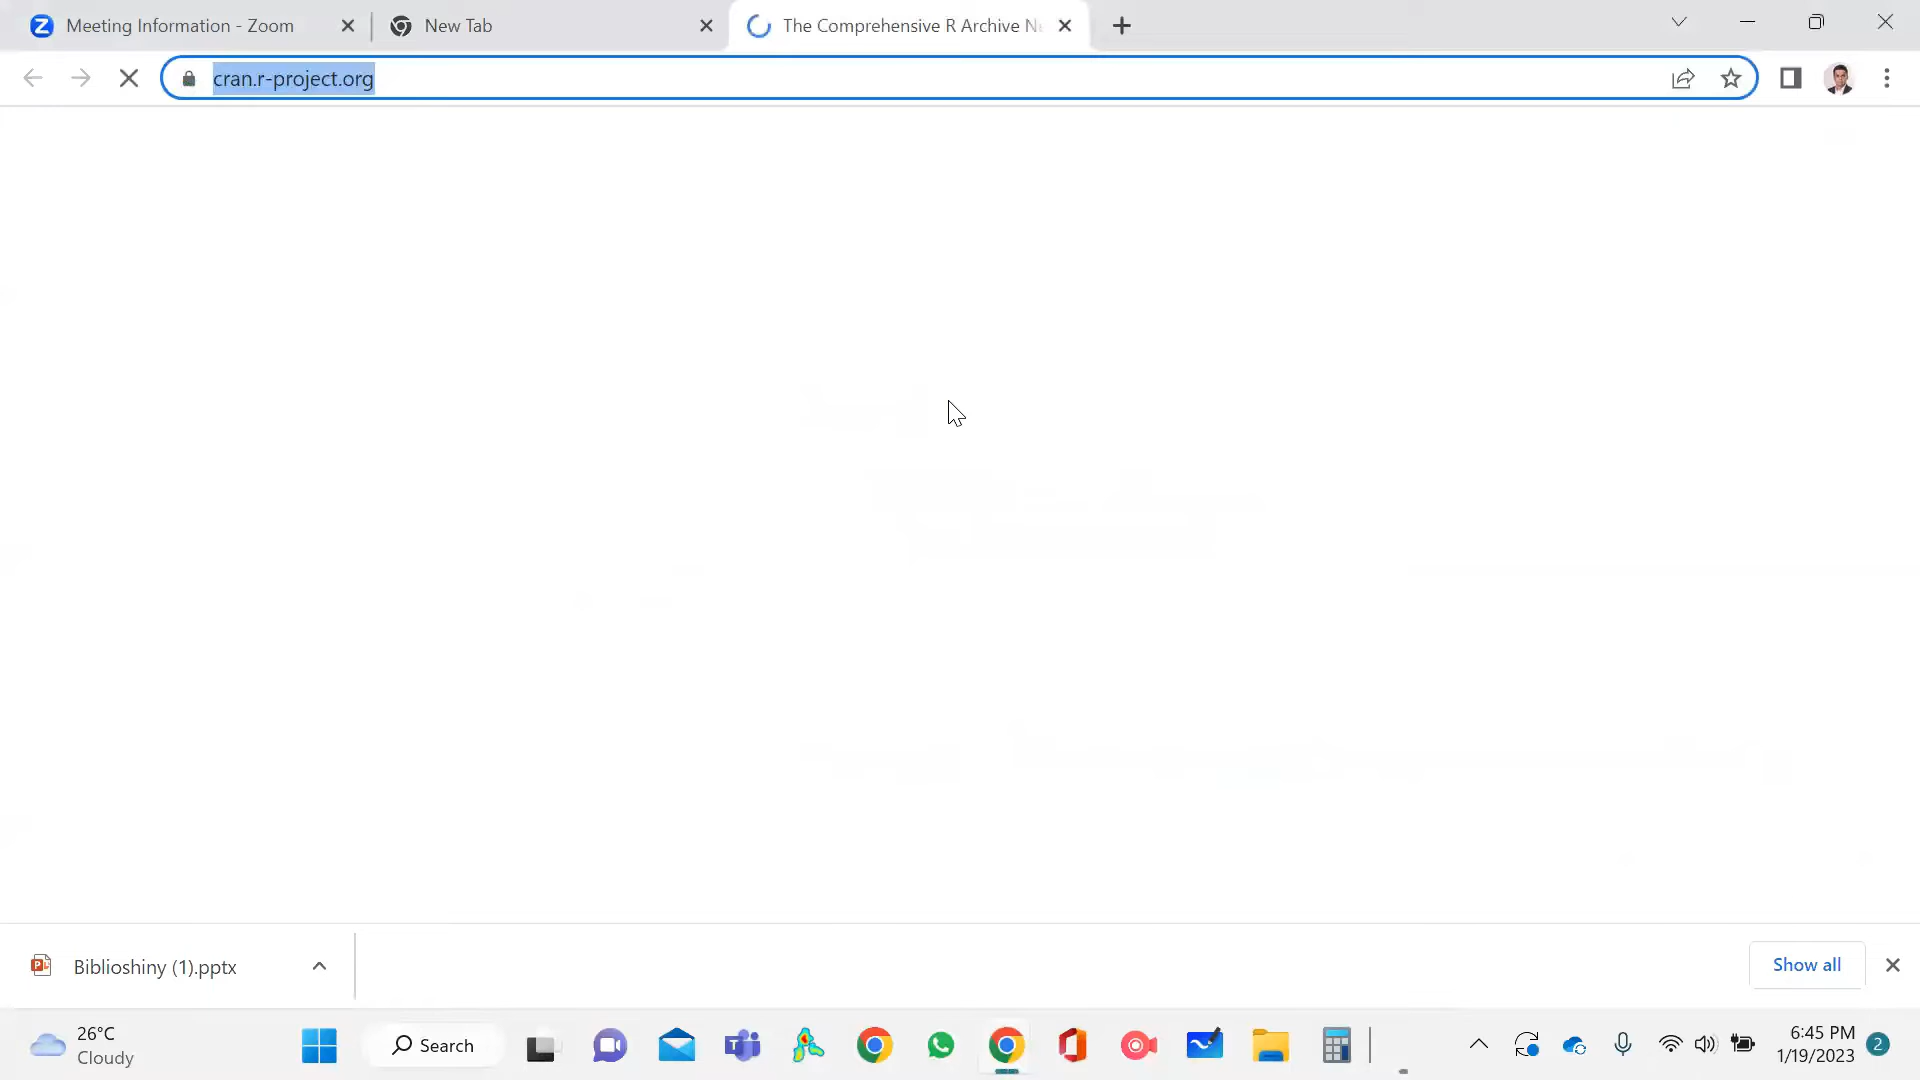 Meeting Information - Zoom
New Tab
The Comprehensive R Archive Ne
cran.r-project.org
Biblioshiny (1).pptx
Show all
26°C
Cloudy
Search
6:45 PM
1/19/2023
2